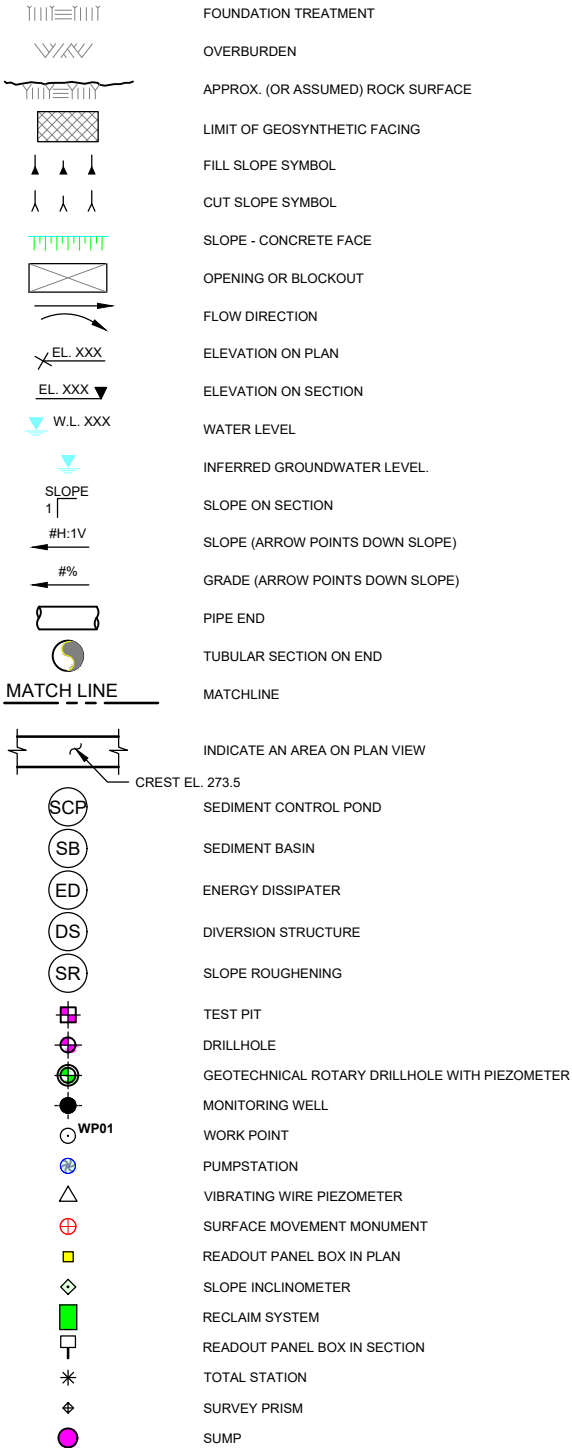 FOUNDATION TREATMENT
OVERBURDEN
APPROX. (OR ASSUMED) ROCK SURFACE
LIMIT OF GEOSYNTHETIC FACING
FILL SLOPE SYMBOL
CUT SLOPE SYMBOL
SLOPE - CONCRETE FACE
OPENING OR BLOCKOUT
FLOW DIRECTION
EL. XXX ELEVATION ON PLAN
EL. XXX ELEVATION ON SECTION
W.L. XXX WATER LEVEL
INFERRED GROUNDWATER LEVEL.
SLOPE
1 SLOPE ON SECTION
#H:1V SLOPE (ARROW POINTS DOWN SLOPE)
#% GRADE (ARROW POINTS DOWN SLOPE)
PIPE END
TUBULAR SECTION ON END
MATCH LINE MATCHLINE
INDICATE AN AREA ON PLAN VIEW
CREST EL. 273.5
SCP SEDIMENT CONTROL POND
SB SEDIMENT BASIN
ED ENERGY DISSIPATER
DS DIVERSION STRUCTURE
SR SLOPE ROUGHENING
TEST PIT
DRILLHOLE
GEOTECHNICAL ROTARY DRILLHOLE WITH PIEZOMETER
MONITORING WELL
WP01 WORK POINT
PUMPSTATION
VIBRATING WIRE PIEZOMETER
SURFACE MOVEMENT MONUMENT
READOUT PANEL BOX IN PLAN
SLOPE INCLINOMETER
RECLAIM SYSTEM
READOUT PANEL BOX IN SECTION
TOTAL STATION
SURVEY PRISM
SUMP